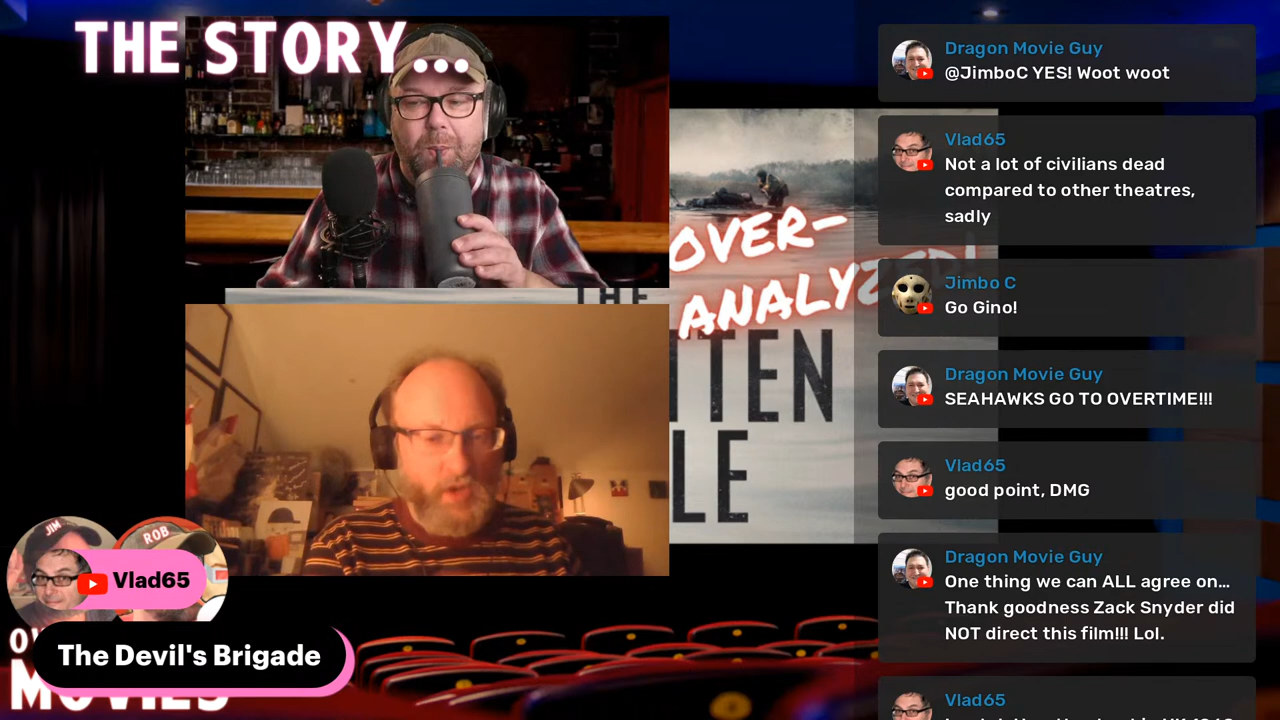 THE STORY...
OVER-
ANALYZED!
THE
TTEN
LE
JIM
ROB
Vlad65
The Devil's Brigade
MOVIES
Dragon Movie Guy
@JimboC YES! Woot woot
Vlad65
Not a lot of civilians dead
compared to other theatres,
sadly
Jimbo C
Go Gino!
Dragon Movie Guy
SEAHAWKS GO TO OVERTIME!!!
Vlad65
good point, DMG
Dragon Movie Guy
One thing we can ALL agree on...
Thank goodness Zack Snyder did
NOT direct this film!!! Lol.
Vlad65